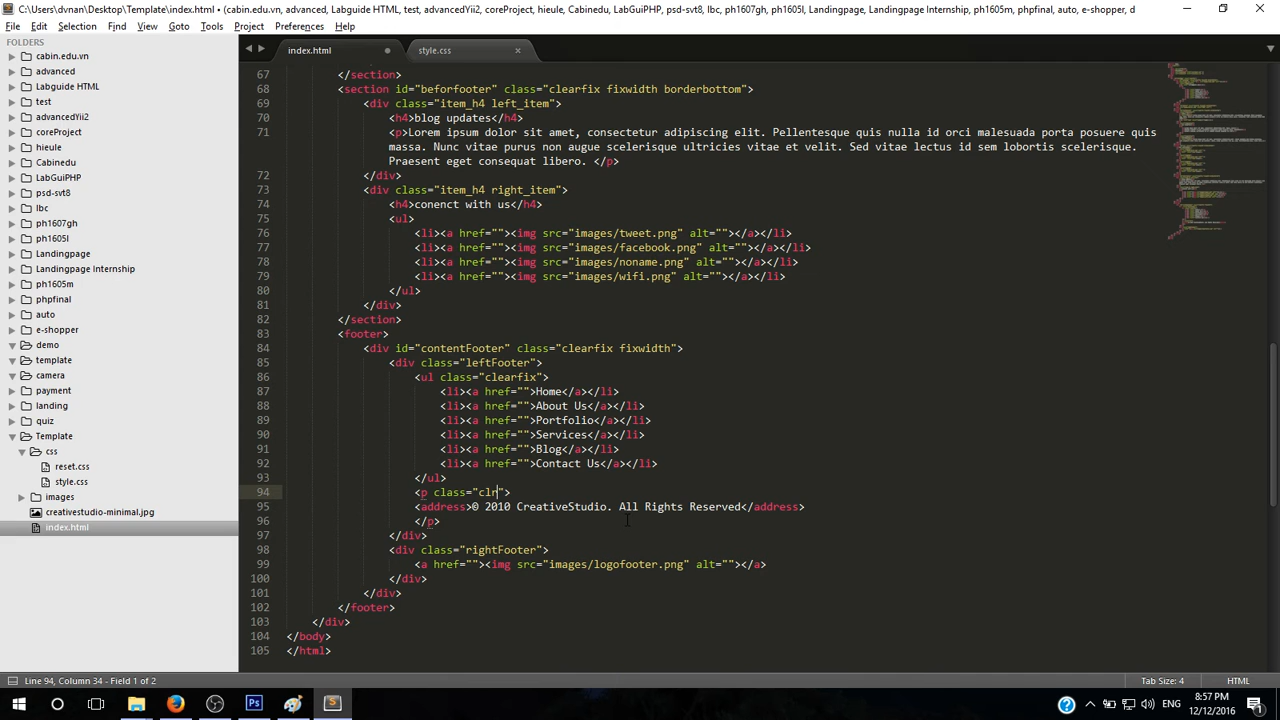 C:\Users\dvnan\Desktop\Template\index.html • (cabin.edu.vn, advanced, Labguide HTML, test, advancedYii2, coreProject, hieule, Cabinedu, LabGuiPHP, psd-svt8, lbc, ph1607gh, ph1605l, Landingpage, Landingpage Internship, ph1605m, phpfinal, auto, e-shopper, d
File Edit Selection Find View Goto Tools Project Preferences Help
FOLDERS
cabin.edu.vn
advanced
Labguide HTML
test
advancedYii2
coreProject
hieule
Cabinedu
LabGuiPHP
psd-svt8
lbc
ph1607gh
ph1605l
Landingpage
Landingpage Internship
ph1605m
phpfinal
auto
e-shopper
demo
template
camera
payment
landing
quiz
Template
css
reset.css
style.css
images
creativestudio-minimal.jpg
index.html
index.html style.css
67 </section>
68 <section id="beforfooter" class="clearfix fixwidth borderbottom">
69 <div class="item_h4 left_item">
70 <h4>blog updates</h4>
71 <p>Lorem ipsum dolor sit amet, consectetur adipiscing elit. Pellentesque quis nulla id orci malesuada porta posuere quis
massa. Nunc vitae purus non augue scelerisque ultricies vitae et velit. Sed vitae lectus id sem lobortis scelerisque.
Praesent eget consequat libero. </p>
72 </div>
73 <div class="item_h4 right_item">
74 <h4>conenct with us</h4>
75 <ul>
76 <li><a href=""><img src="images/tweet.png" alt=""></a></li>
77 <li><a href=""><img src="images/facebook.png" alt=""></a></li>
78 <li><a href=""><img src="images/noname.png" alt=""></a></li>
79 <li><a href=""><img src="images/wifi.png" alt=""></a></li>
80 </ul>
81 </div>
82 </section>
83 <footer>
84 <div id="contentFooter" class="clearfix fixwidth">
85 <div class="leftFooter">
86 <ul class="clearfix">
87 <li><a href="">Home</a></li>
88 <li><a href="">About Us</a></li>
89 <li><a href="">Portfolio</a></li>
90 <li><a href="">Services</a></li>
91 <li><a href="">Blog</a></li>
92 <li><a href="">Contact Us</a></li>
93 </ul>
94 <p class="clr">
95 <address>© 2010 CreativeStudio. All Rights Reserved</address>
96 </p>
97 </div>
98 <div class="rightFooter">
99 <a href=""><img src="images/logofooter.png" alt=""></a>
100 </div>
101 </div>
102 </footer>
103 </div>
104 </body>
105 </html>
Line 94, Column 34 - Field 1 of 2 Tab Size: 4 HTML
ENG 8:57 PM
12/12/2016